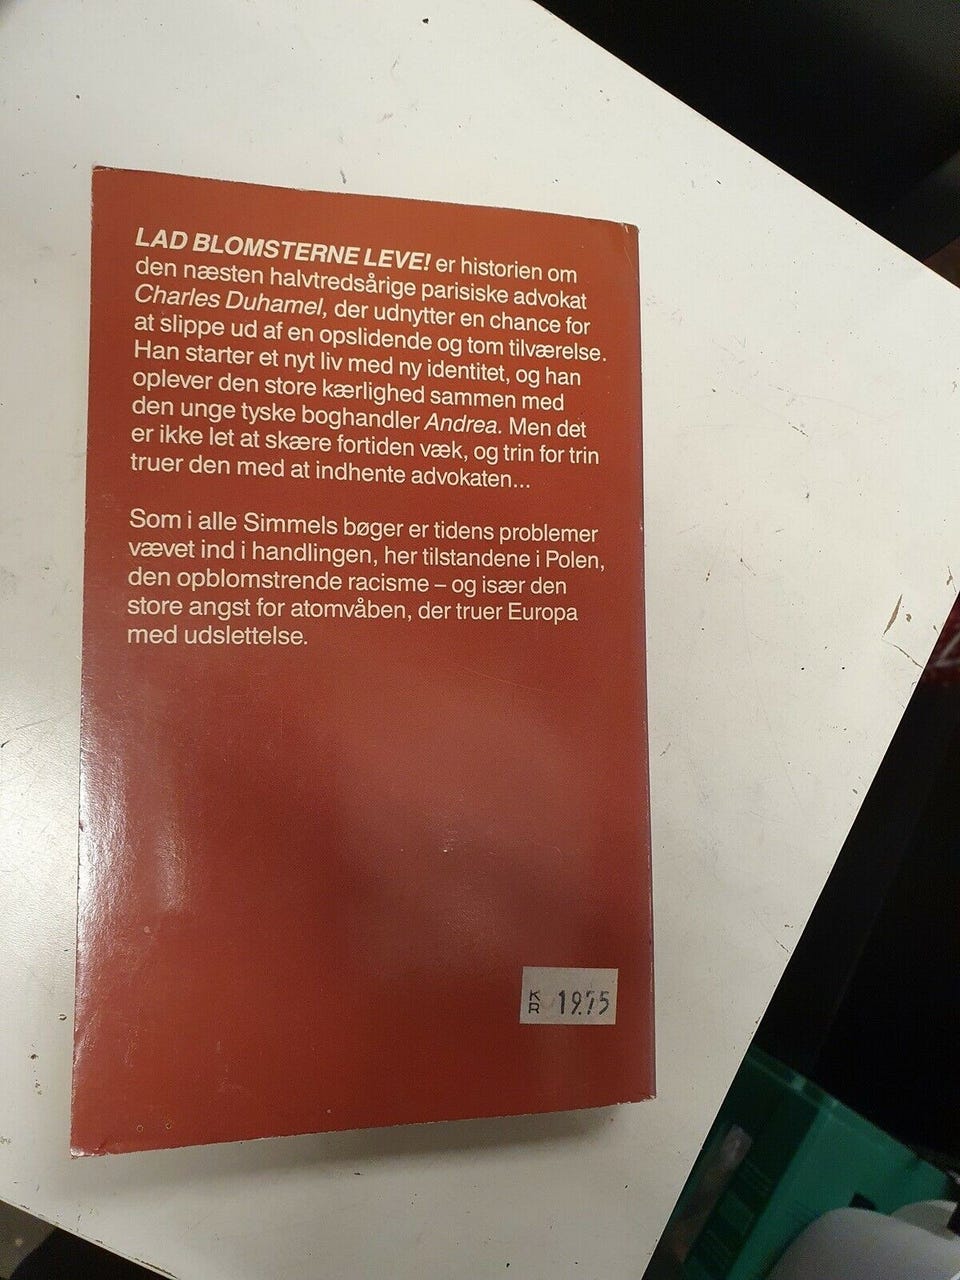 LAD BLOMSTERNE LEVE! er historien om
den næsten halvtredsårige parisiske advokat
Charles Duhamel, der udnytter en chance for
at slippe ud af en opslidende og tom tilværelse.
Han starter et nyt liv med ny identitet, og han
oplever den store kærlighed sammen med
den unge tyske boghandler Andrea. Men det
er ikke let at skære fortiden væk, og trin for trin
truer den med at indhente advokaten...
Som i alle Simmels bøger er tidens problemer
vævet ind i handlingen, her tilstandene i Polen,
den opblomstrende racisme – og især den
store angst for atomvåben, der truer Europa
med udslettelse.
KR 19.75